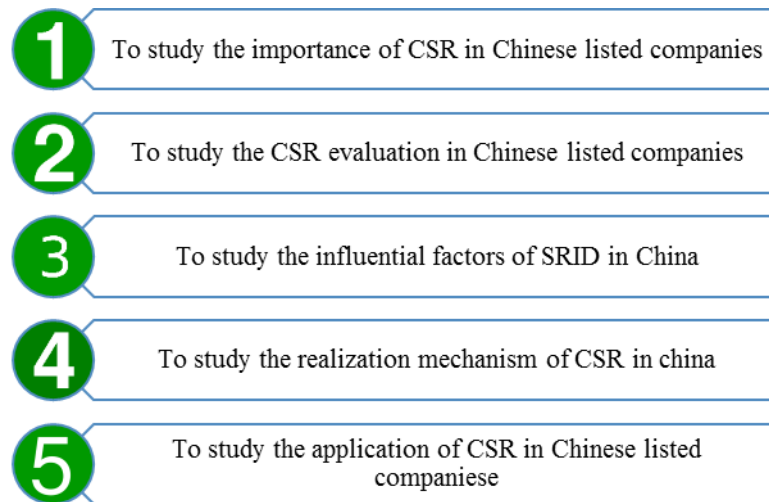 1
To study the importance of CSR in Chinese listed companies
2
To study the CSR evaluation in Chinese listed companies
3
To study the influential factors of SRID in China
4
To study the realization mechanism of CSR in china
5
To study the application of CSR in Chinese listed
companiese